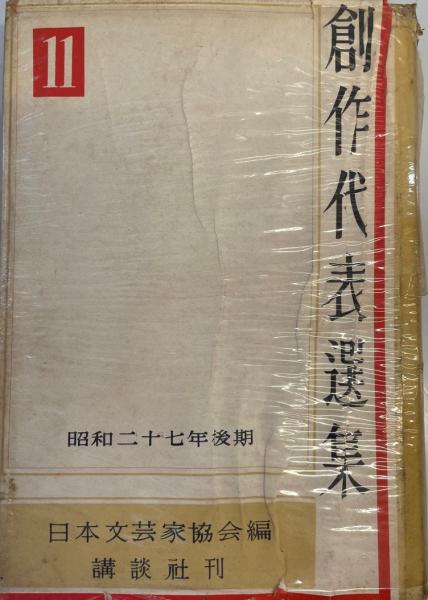 創作代表選集
11
昭和二十七年後期
日本文芸家協会編
講談社刊